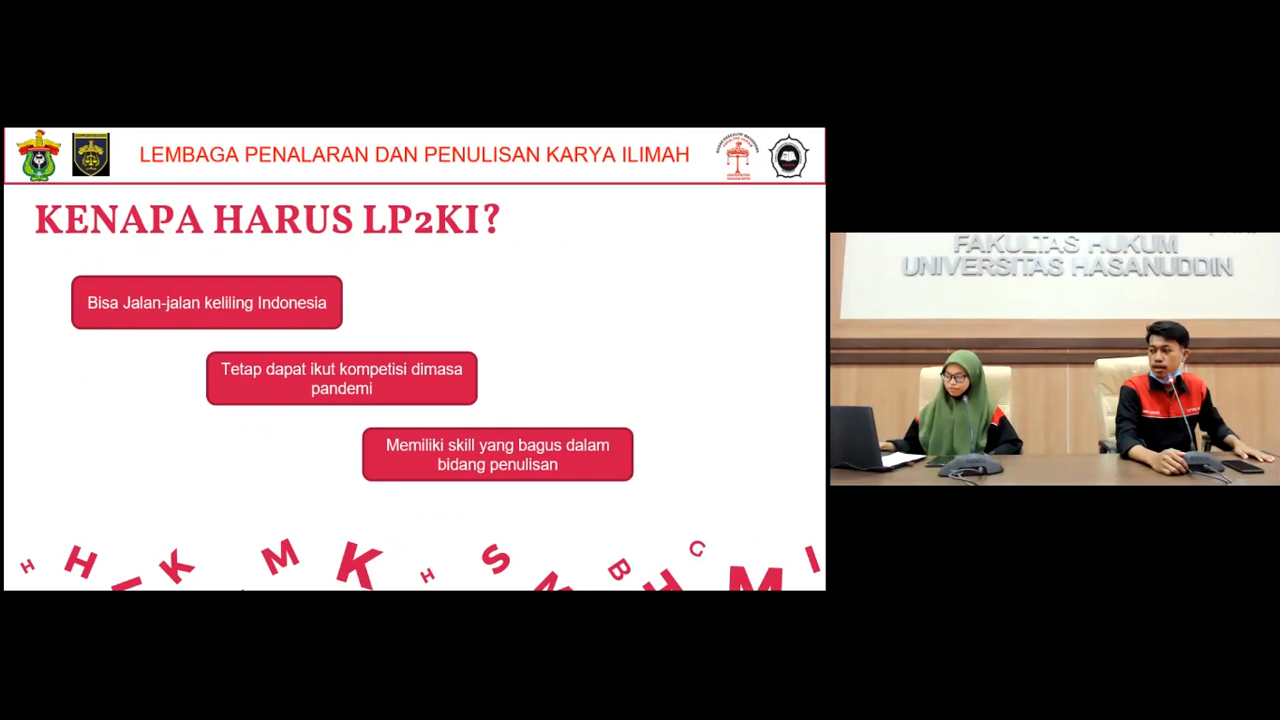 LEMBAGA PENALARAN DAN PENULISAN KARYA ILIMAH
KENAPA HARUS LP2KI?
Bisa Jalan-jalan keliling Indonesia
Tetap dapat ikut kompetisi dimasa
pandemi
Memiliki skill yang bagus dalam
bidang penulisan
H H I K M K H S N B H G M I
FAKULTAS HUKUM
UNIVERSITAS HASANUDDIN